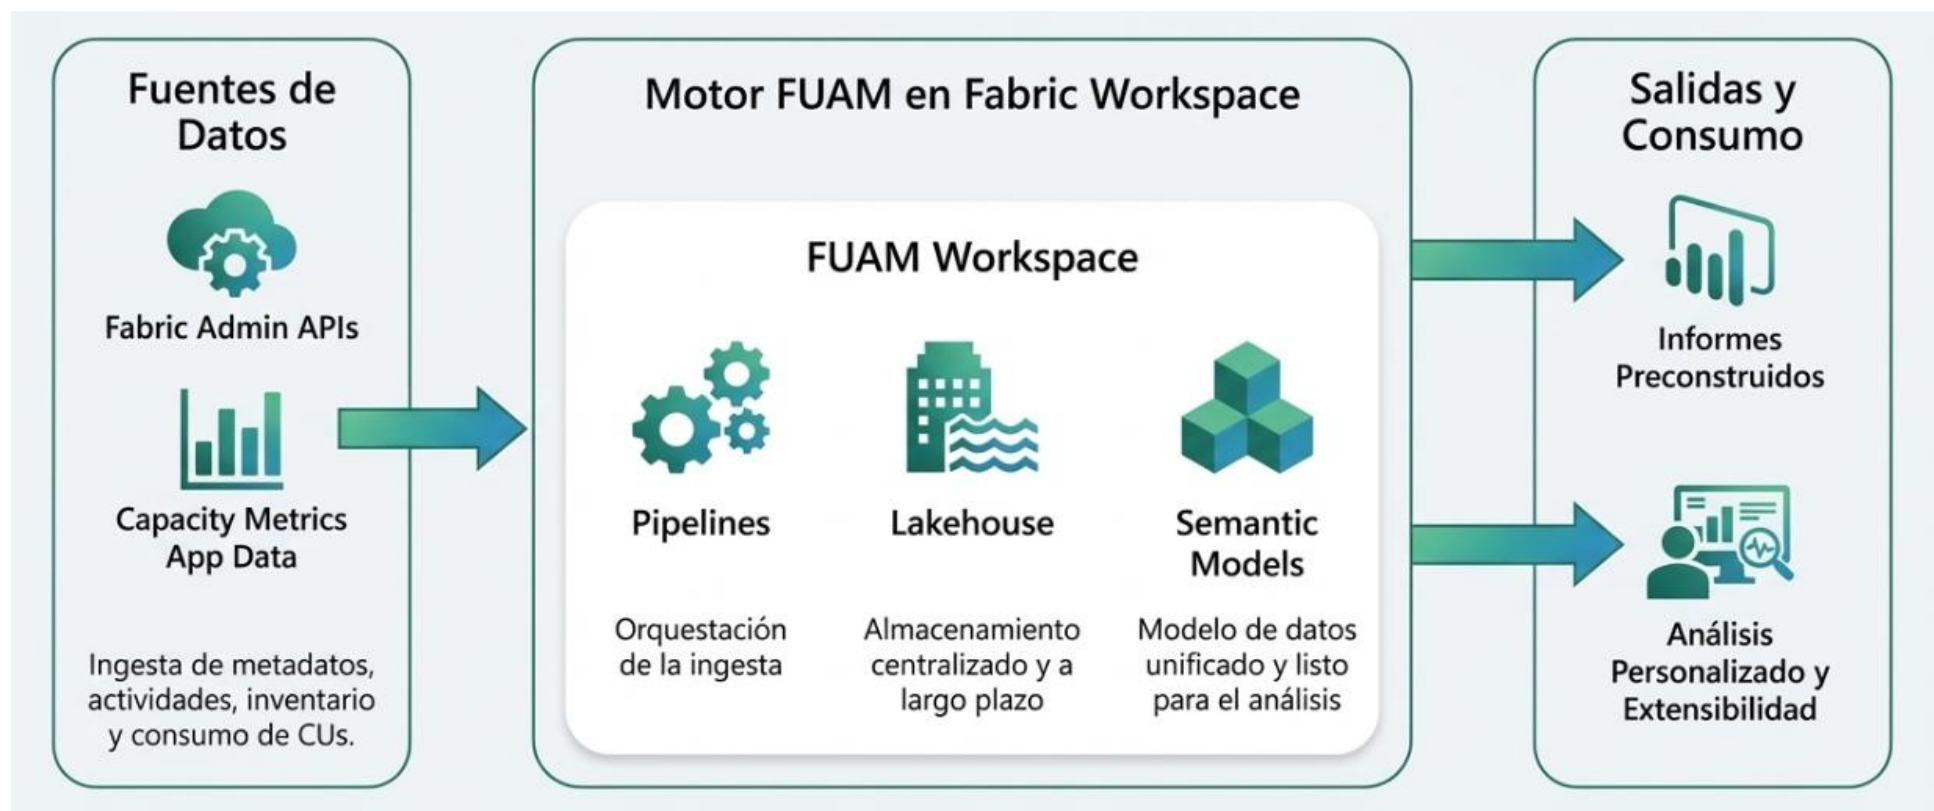 Fuentes de
Datos
Fabric Admin APIs
Capacity Metrics
App Data
Ingesta de metadatos,
actividades, inventario
y consumo de CUs.
Motor FUAM en Fabric Workspace
FUAM Workspace
Pipelines
Orquestación
de la ingesta
Lakehouse
Almacenamiento
centralizado y a
largo plazo
Semantic
Models
Modelo de datos
unificado y listo
para el análisis
Salidas y
Consumo
Informes
Preconstruidos
Análisis
Personalizado y
Extensibilidad